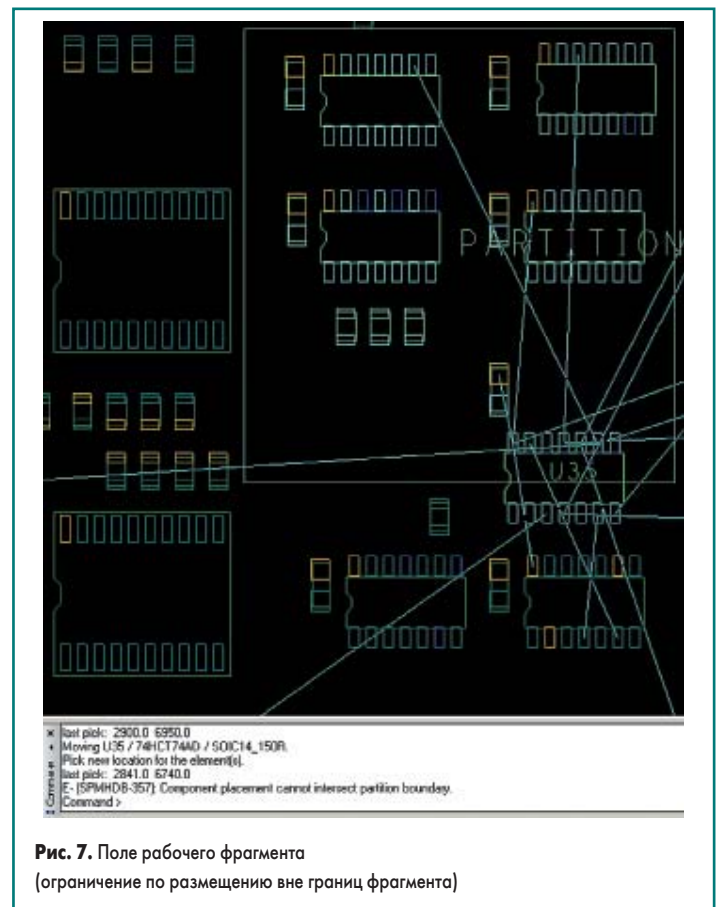 PARTITION
U35
last pick: 2900.0 6950.0
Moving U35 / 74HCT74AD / SOIC14_150R.
Pick new location for the element(s).
last pick: 2841.0 6740.0
E- (SPMHDB-357): Component placement cannot intersect partition boundary.
Command >
Command
Рис. 7. Поле рабочего фрагмента
(ограничение по размещению вне границ фрагмента)